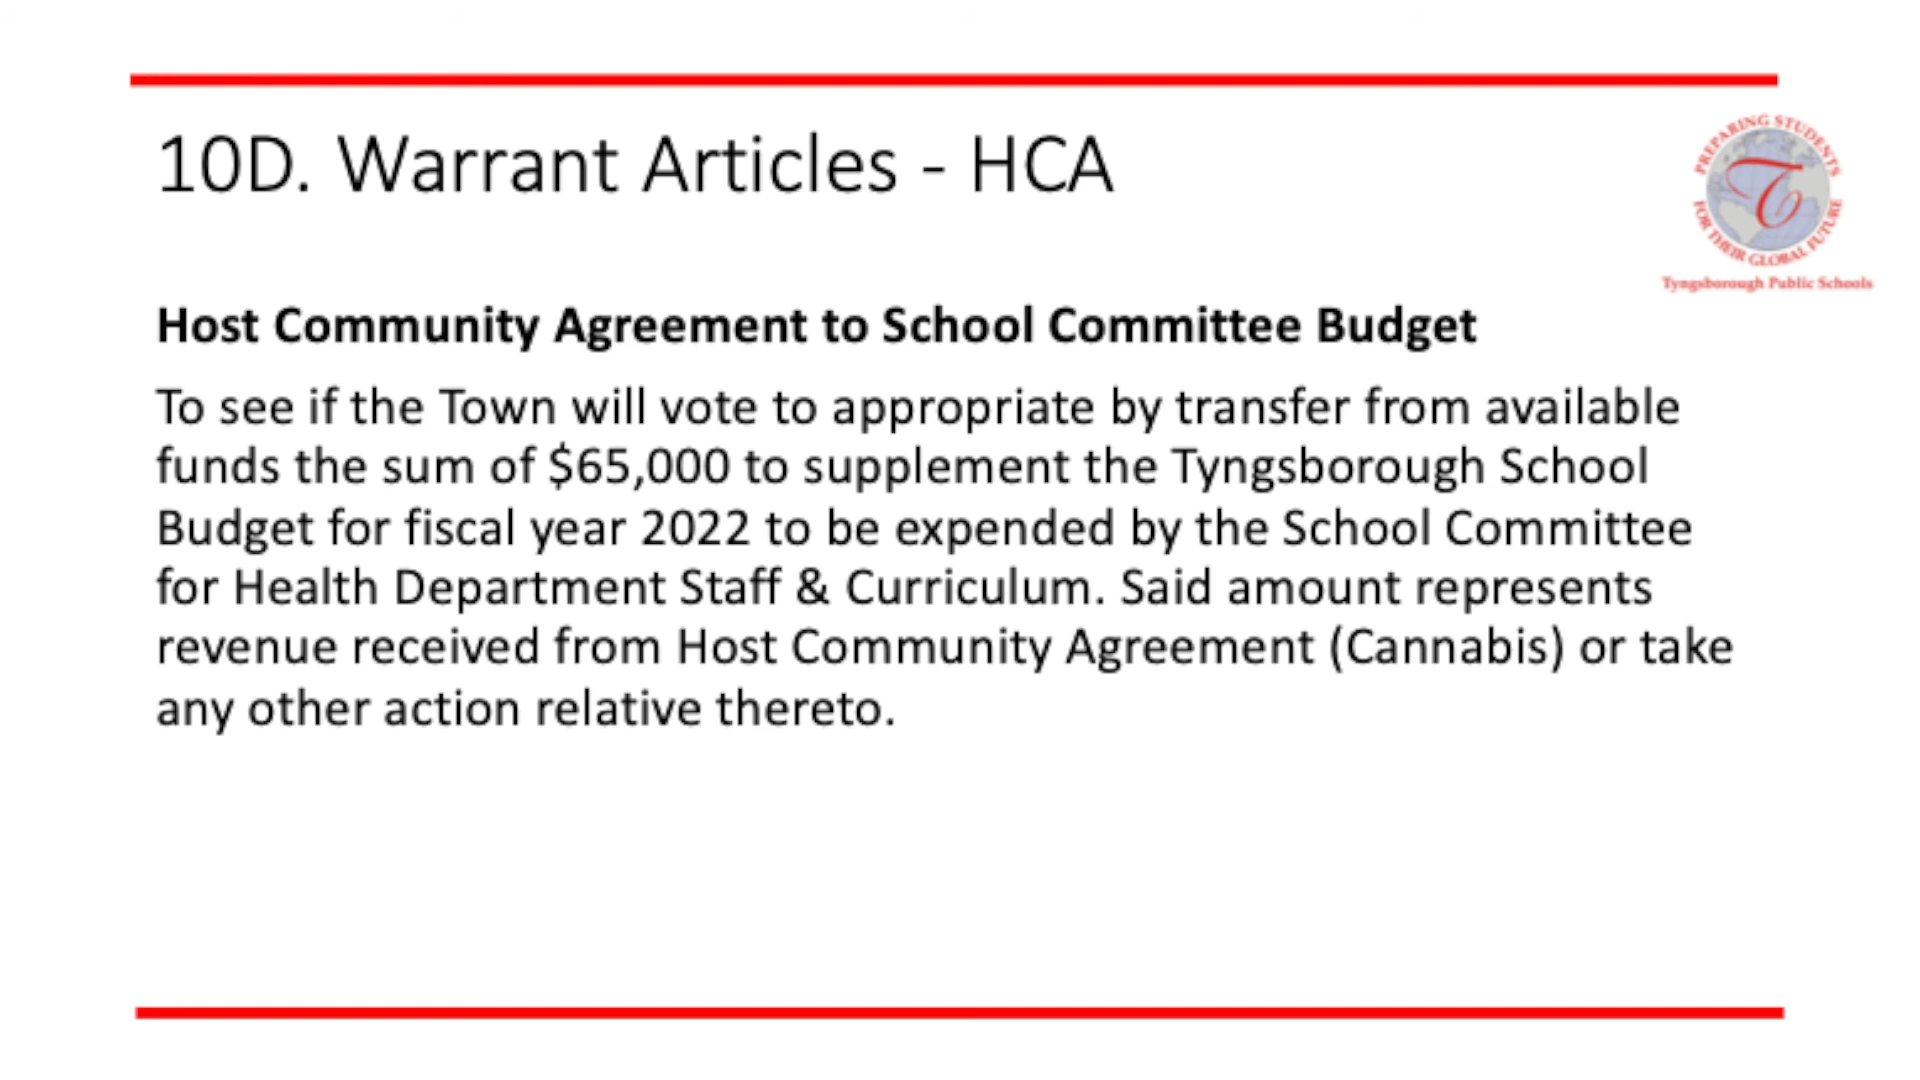 10D. Warrant Articles - HCA
PREPARING STUDENTS
FOR THEIR GLOBAL FUTURE
T
Tyngsborough Public Schools
Host Community Agreement to School Committee Budget
To see if the Town will vote to appropriate by transfer from available
funds the sum of $65,000 to supplement the Tyngsborough School
Budget for fiscal year 2022 to be expended by the School Committee
for Health Department Staff & Curriculum. Said amount represents
revenue received from Host Community Agreement (Cannabis) or take
any other action relative thereto.